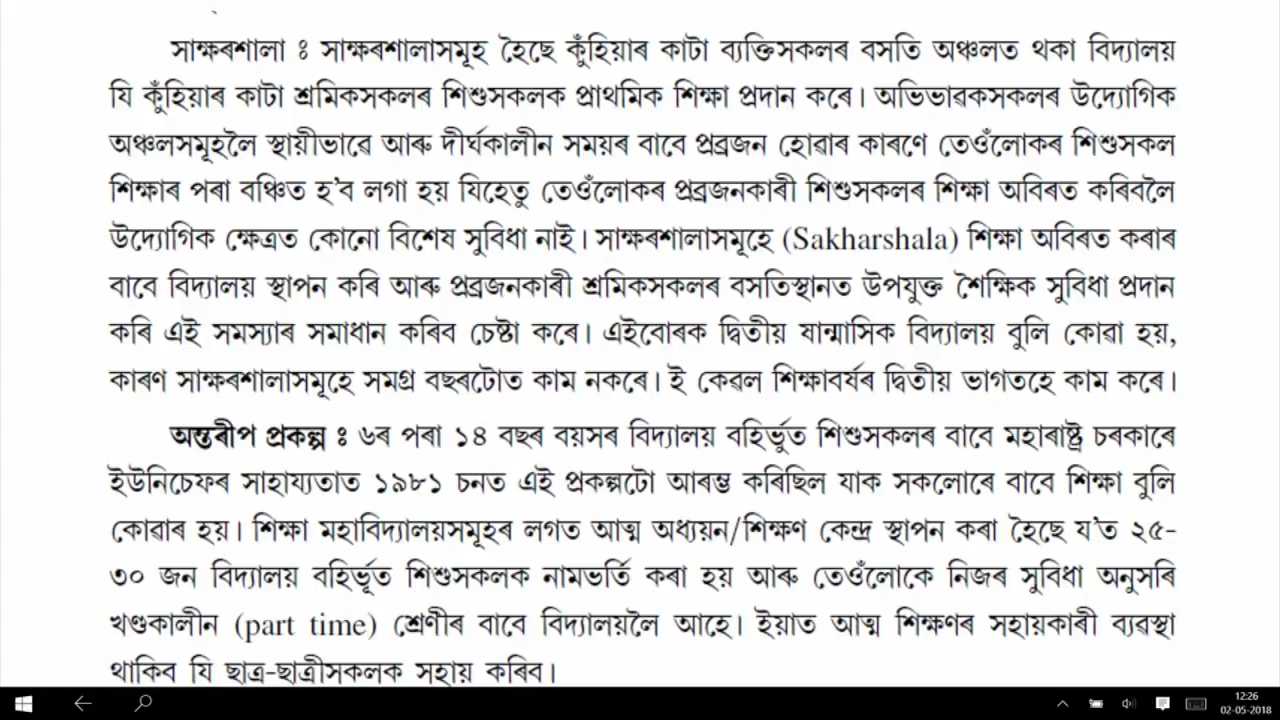 সাক্ষৰশালা ঃ সাক্ষৰশালাসমূহ হৈছে কুঁহিয়াৰ কাটা ব্যক্তিসকলৰ বসতি অঞ্চলত থকা বিদ্যালয়
যি কুঁহিয়াৰ কাটা শ্ৰমিকসকলৰ শিশুসকলক প্ৰাথমিক শিক্ষা প্ৰদান কৰে। অভিভাৱকসকলৰ উদ্যোগিক
অঞ্চলসমূহলৈ স্থায়ীভাৱে আৰু দীৰ্ঘকালীন সময়ৰ বাবে প্ৰব্ৰজন হোৱাৰ কাৰণে তেওঁলোকৰ শিশুসকল
শিক্ষাৰ পৰা বঞ্চিত হ’ব লগা হয় যিহেতু তেওঁলোকৰ প্ৰব্ৰজনকাৰী শিশুসকলৰ শিক্ষা অবিৰত কৰিবলৈ
উদ্যোগিক ক্ষেত্ৰত কোনো বিশেষ সুবিধা নাই। সাক্ষৰশালাসমূহে (Sakharshala) শিক্ষা অবিৰত কৰাৰ
বাবে বিদ্যালয় স্থাপন কৰি আৰু প্ৰব্ৰজনকাৰী শ্ৰমিকসকলৰ বসতিস্থানত উপযুক্ত শৈক্ষিক সুবিধা প্ৰদান
কৰি এই সমস্যাৰ সমাধান কৰিব চেষ্টা কৰে। এইবোৰক দ্বিতীয় ষান্মাসিক বিদ্যালয় বুলি কোৱা হয়,
কাৰণ সাক্ষৰশালাসমূহে সমগ্ৰ বছৰটোত কাম নকৰে। ই কেৱল শিক্ষাবৰ্ষৰ দ্বিতীয় ভাগতহে কাম কৰে।
অন্তৰীপ প্ৰকল্প ঃ ৬ৰ পৰা ১৪ বছৰ বয়সৰ বিদ্যালয় বহিৰ্ভুত শিশুসকলৰ বাবে মহাৰাষ্ট্ৰ চৰকাৰে
ইউনিচেফৰ সাহায্যতাত ১৯৮১ চনত এই প্ৰকল্পটো আৰম্ভ কৰিছিল যাক সকলোৰে বাবে শিক্ষা বুলি
কোৱাৰ হয়। শিক্ষা মহাবিদ্যালয়সমূহৰ লগত আত্ম অধ্যয়ন/শিক্ষণ কেন্দ্ৰ স্থাপন কৰা হৈছে য’ত ২৫-
৩০ জন বিদ্যালয় বহিৰ্ভূত শিশুসকলক নামভৰ্তি কৰা হয় আৰু তেওঁলোকে নিজৰ সুবিধা অনুসৰি
খণ্ডকালীন (part time) শ্ৰেণীৰ বাবে বিদ্যালয়লৈ আহে। ইয়াত আত্ম শিক্ষণৰ সহায়কাৰী ব্যৱস্থা
থাকিব যি ছাত্ৰ-ছাত্ৰীসকলক সহায় কৰিব।
12:26
02-05-2018